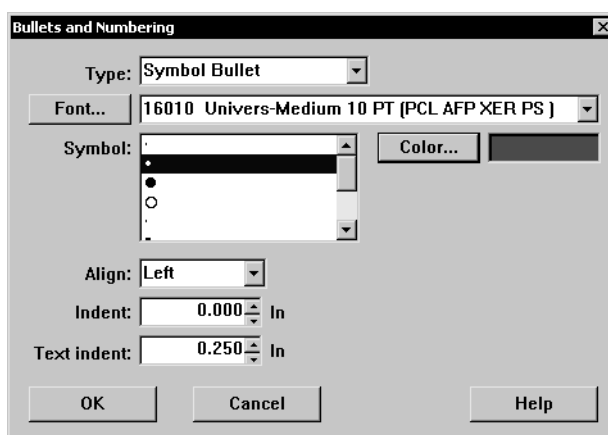 Bullets and Numbering
Type: Symbol Bullet
Font... 16010 Univers-Medium 10 PT (PCL AFP XER PS )
Symbol: Color...
Align: Left
Indent: 0.000 In
Text indent: 0.250 In
OK Cancel Help